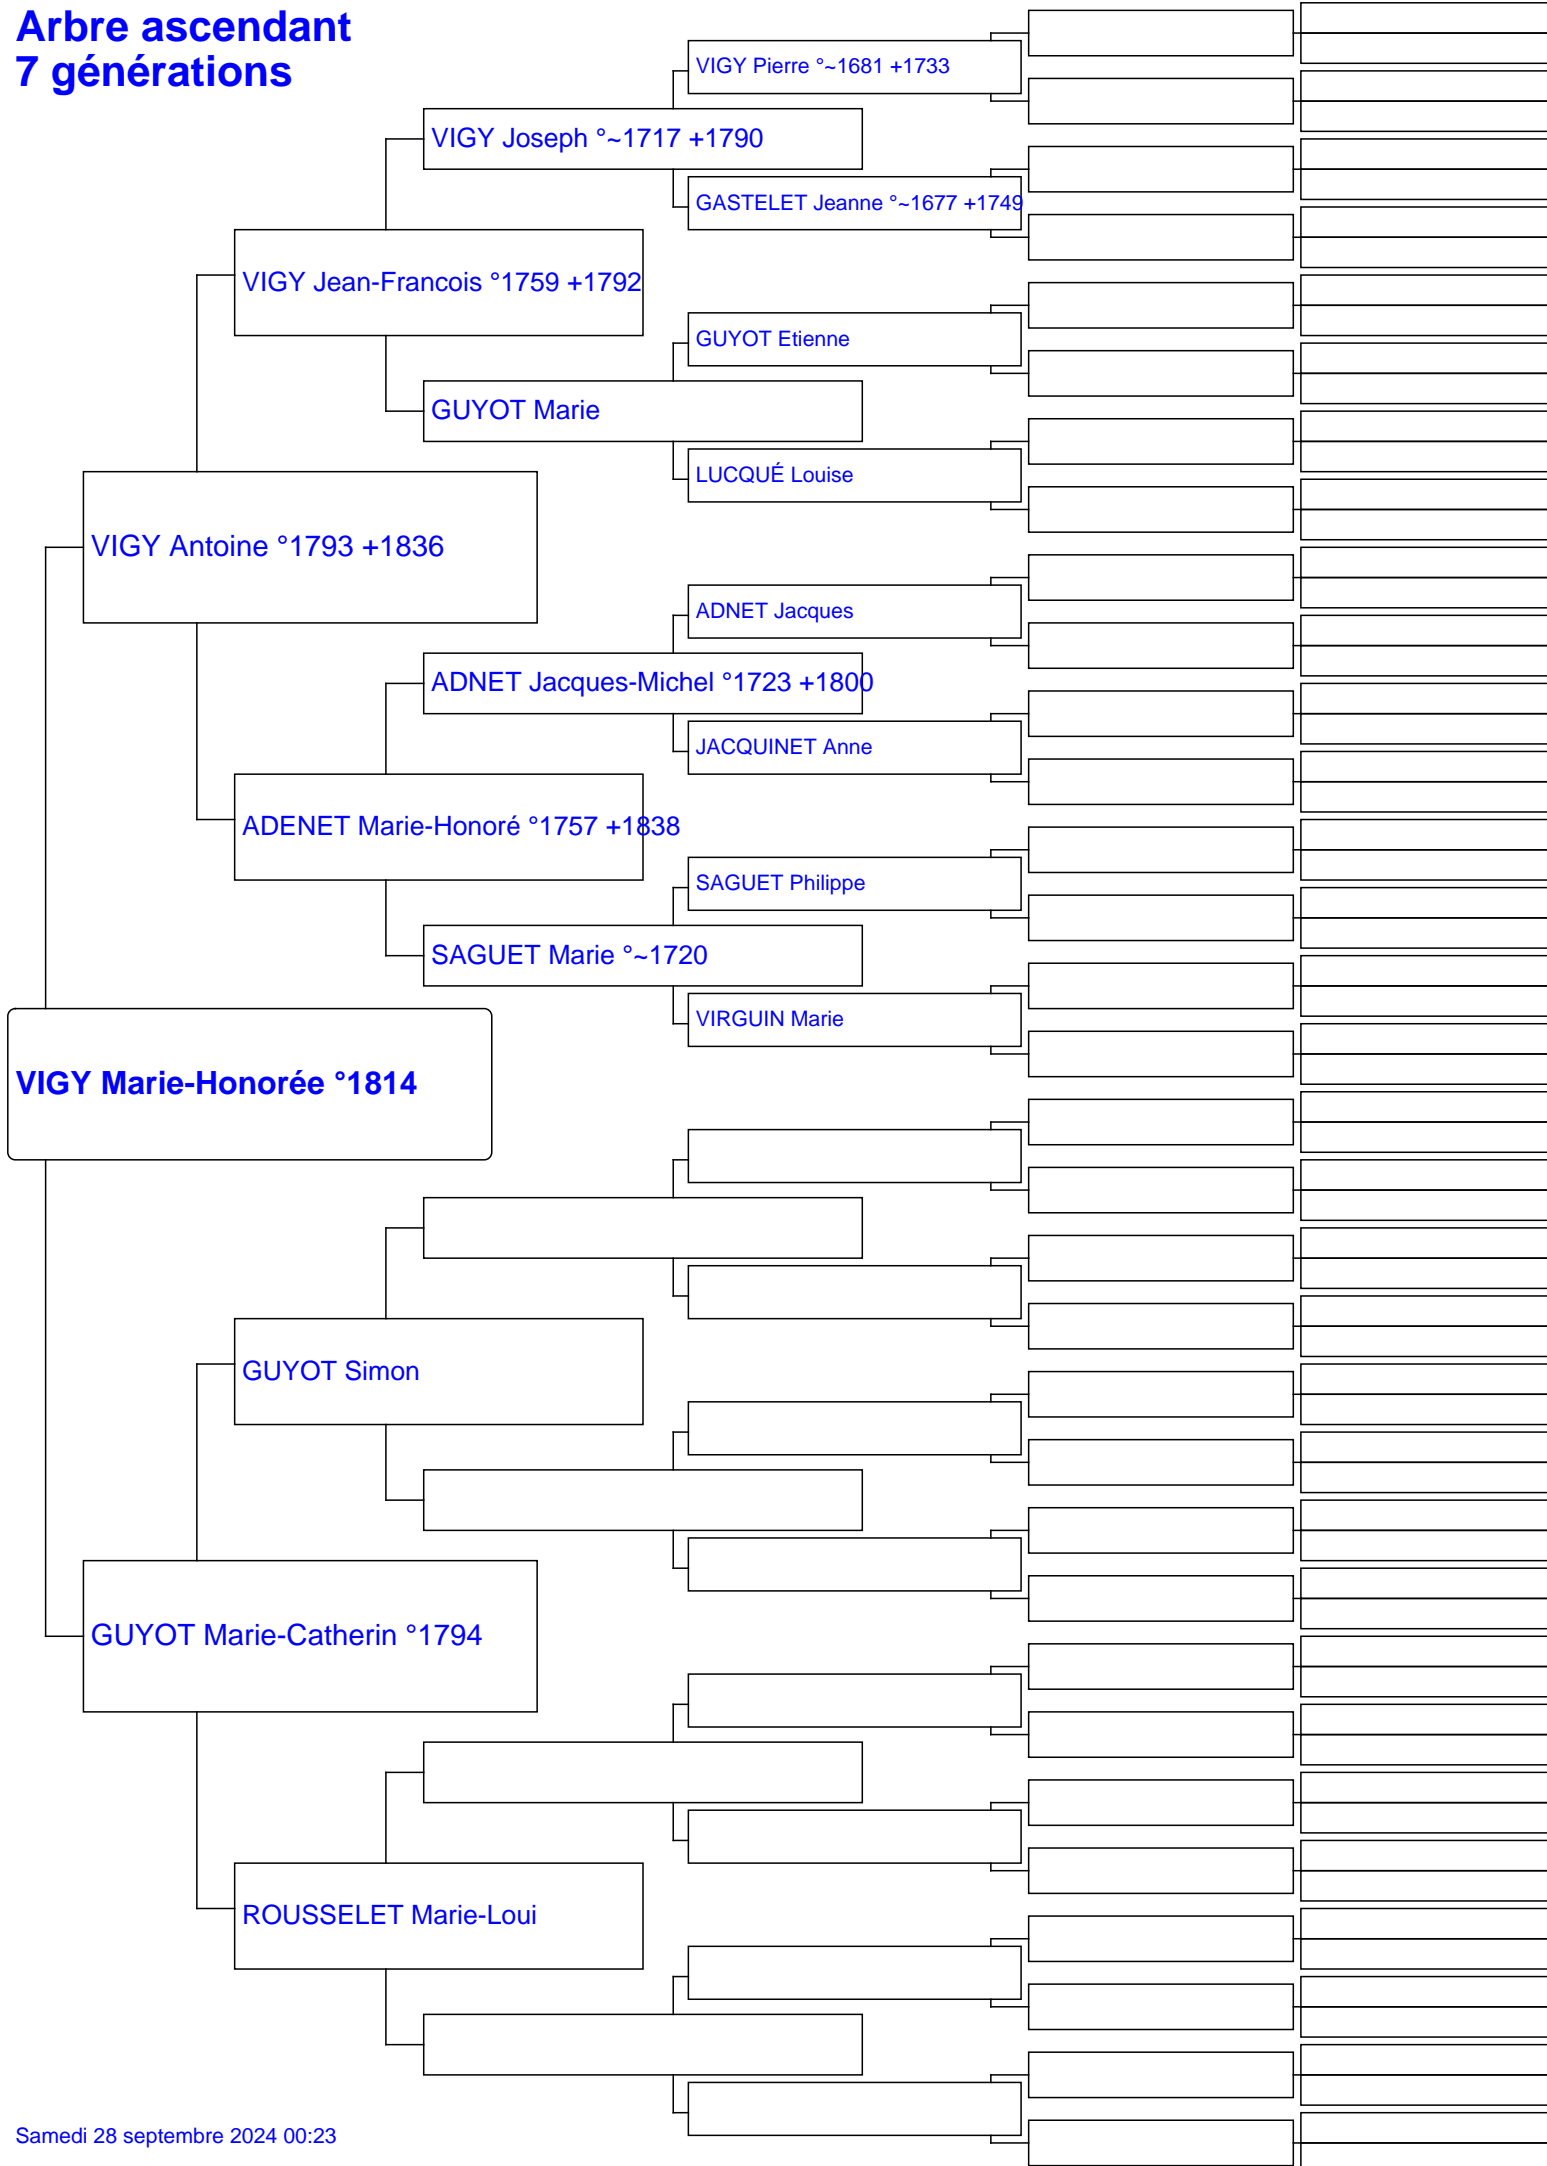 Arbre ascendant
7 générations
VIGY Pierre °~1681 +1733
VIGY Joseph °~1717 +1790
GASTELET Jeanne °~1677 +1749
VIGY Jean-Francois °1759 +1792
GUYOT Etienne
GUYOT Marie
LUCQUÉ Louise
VIGY Antoine °1793 +1836
ADNET Jacques
ADNET Jacques-Michel °1723 +1800
JACQUINET Anne
ADENET Marie-Honoré °1757 +1838
SAGUET Philippe
SAGUET Marie °~1720
VIRGUIN Marie
VIGY Marie-Honorée °1814
GUYOT Simon
GUYOT Marie-Catherin °1794
ROUSSELET Marie-Loui
Samedi 28 septembre 2024 00:23